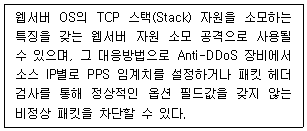 웹서버 OS의 TCP 스택(Stack) 자원을 소모하는
특징을 갖는 웹서버 자원 소모 공격으로 사용될
수 있으며, 그 대응방법으로 Anti-DDoS 장비에서
소스 IP별로 PPS 임계치를 설정하거나 패킷 헤더
검사를 통해 정상적인 옵션 필드값을 갖지 않는
비정상 패킷을 차단할 수 있다.